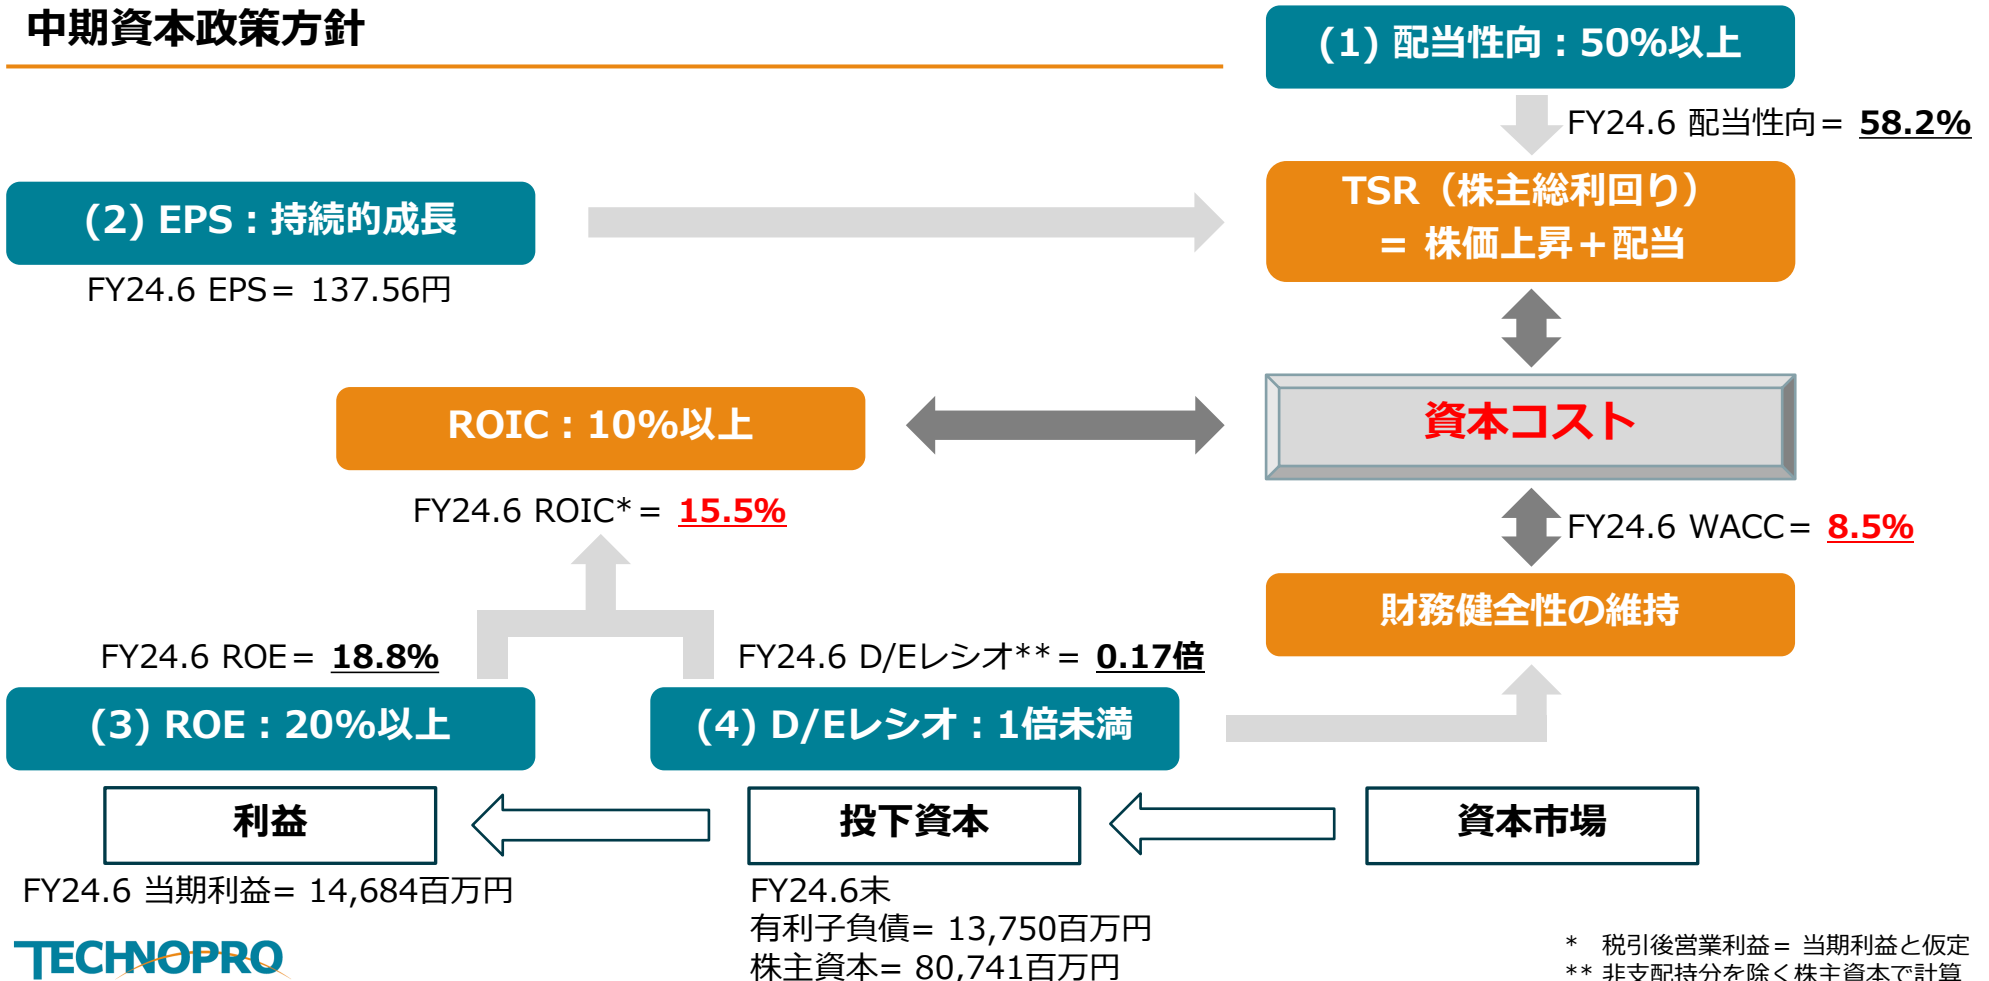 中期資本政策方針
(1) 配当性向：50%以上
FY24.6 配当性向＝ 58.2%
TSR（株主総利回り）
＝ 株価上昇＋配当
(2) EPS：持続的成長
FY24.6 EPS＝ 137.56円
ROIC：10%以上
資本コスト
FY24.6 ROIC*＝ 15.5%
FY24.6 WACC＝ 8.5%
財務健全性の維持
FY24.6 ROE＝ 18.8%
FY24.6 D/Eレシオ**＝ 0.17倍
(3) ROE：20%以上
(4) D/Eレシオ：1倍未満
利益
投下資本
資本市場
FY24.6 当期利益= 14,684百万円
FY24.6末
有利子負債= 13,750百万円
株主資本= 80,741百万円
TECHNOPRO
* 税引後営業利益＝ 当期利益と仮定
** 非支配持分を除く株主資本で計算